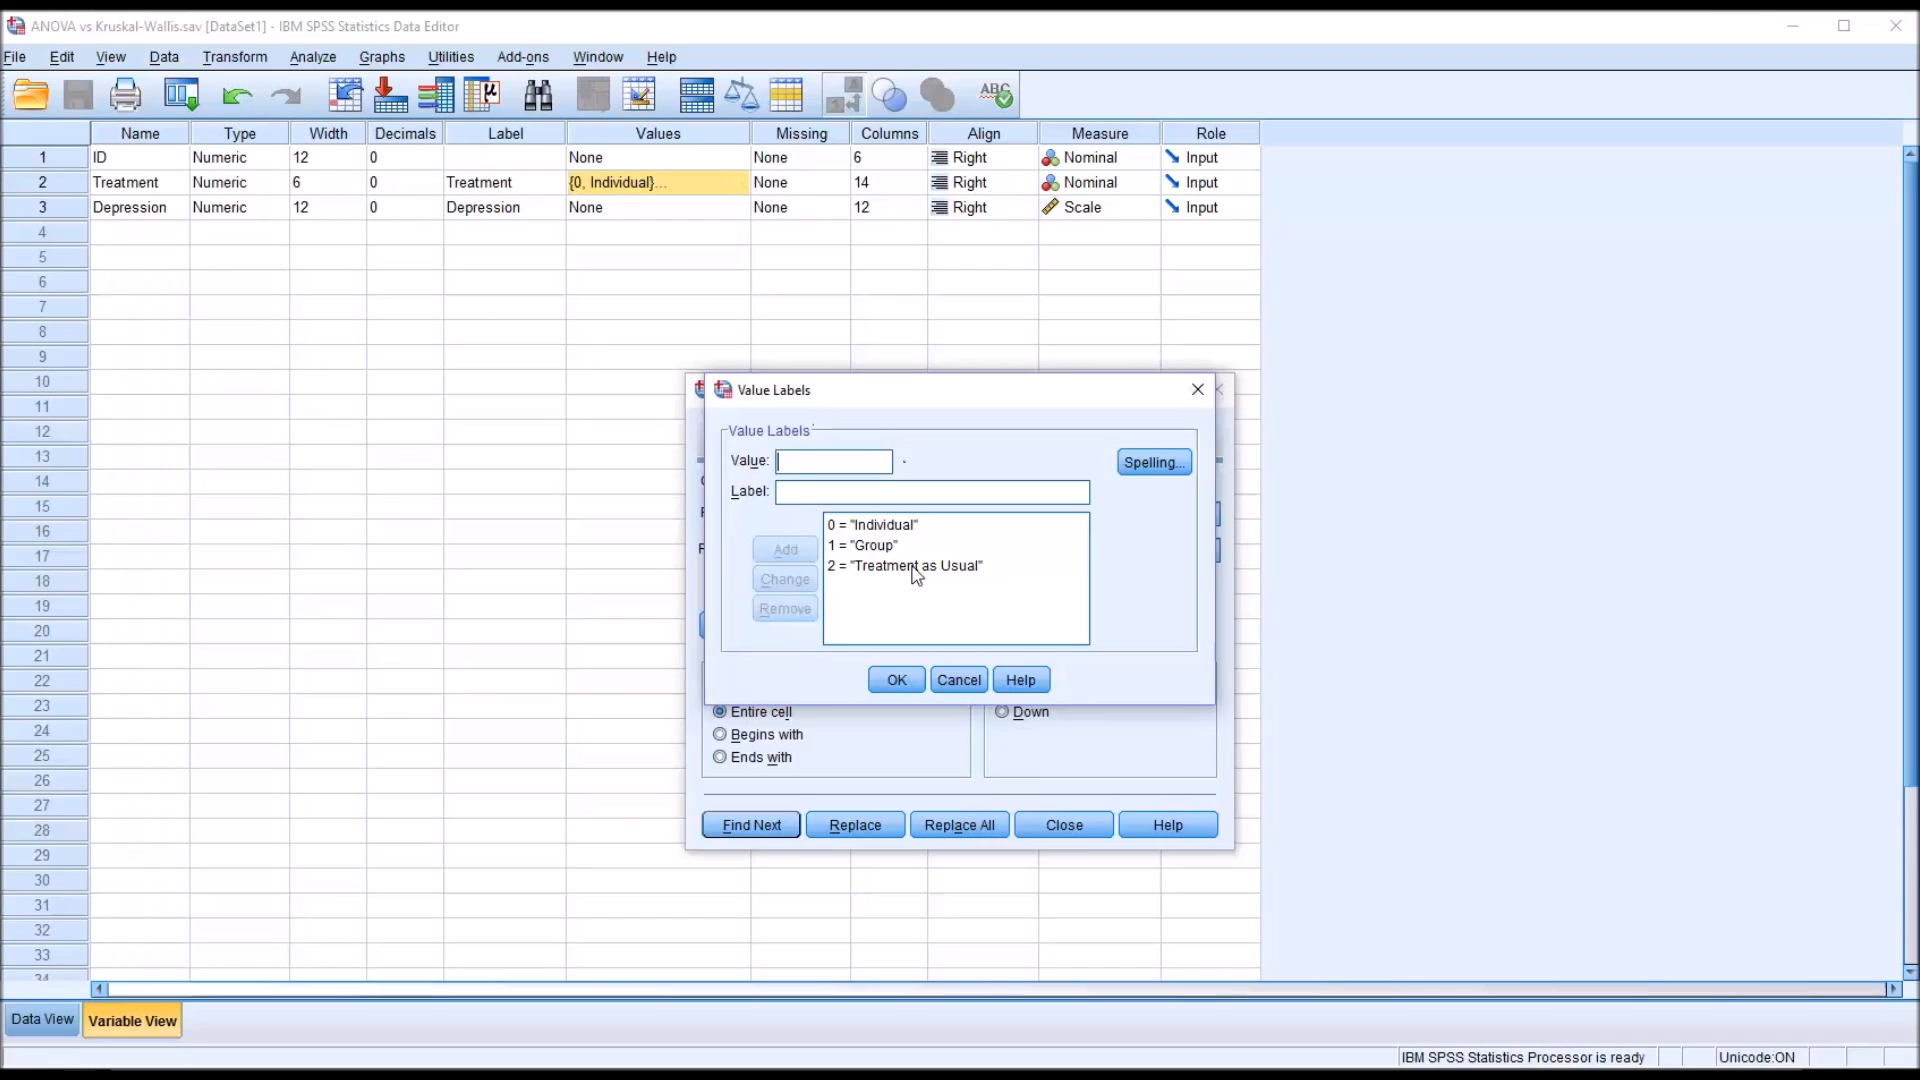 ANOVA vs Kruskal-Wallis.sav [DataSet1] - IBM SPSS Statistics Data Editor
File Edit View Data Transform Analyze Graphs Utilities Add-ons Window Help
ABC
Name Type Width Decimals Label Values Missing Columns Align Measure Role
1 ID Numeric 12 0 None None 6 Right Nominal Input
2 Treatment Numeric 6 0 Treatment {0, Individual}... None 14 Right Nominal Input
3 Depression Numeric 12 0 Depression None None 12 Right Scale Input
4
5
6
7
8
9
10
11
12
13
14
15
16
17
18
19
20
21
22
23
24
25
26
27
28
29
30
31
32
33
34
Value Labels
Value Labels
Value:
Spelling...
Label:
0 = "Individual"
1 = "Group"
2 = "Treatment as Usual"
Add
Change
Remove
OK Cancel Help
Entire cell Down
Begins with
Ends with
Find Next Replace Replace All Close Help
Data View Variable View
IBM SPSS Statistics Processor is ready Unicode:ON